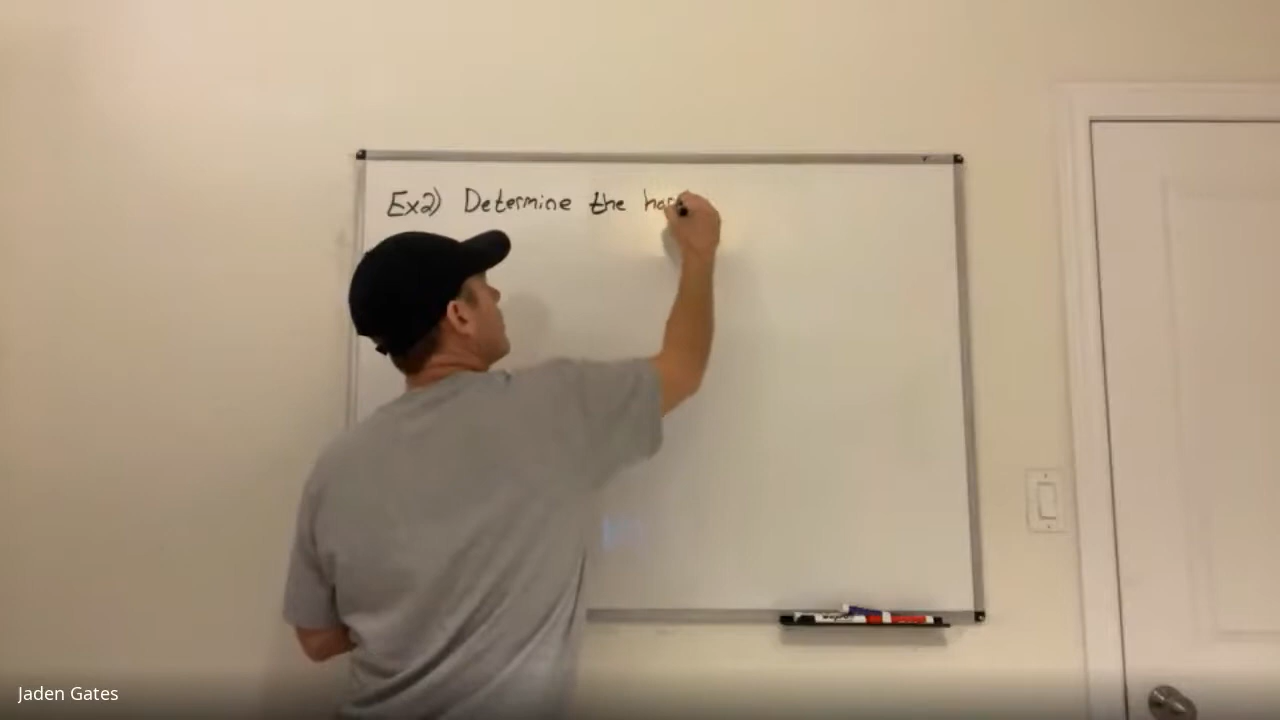 Ex2) Determine the har
Jaden Gates